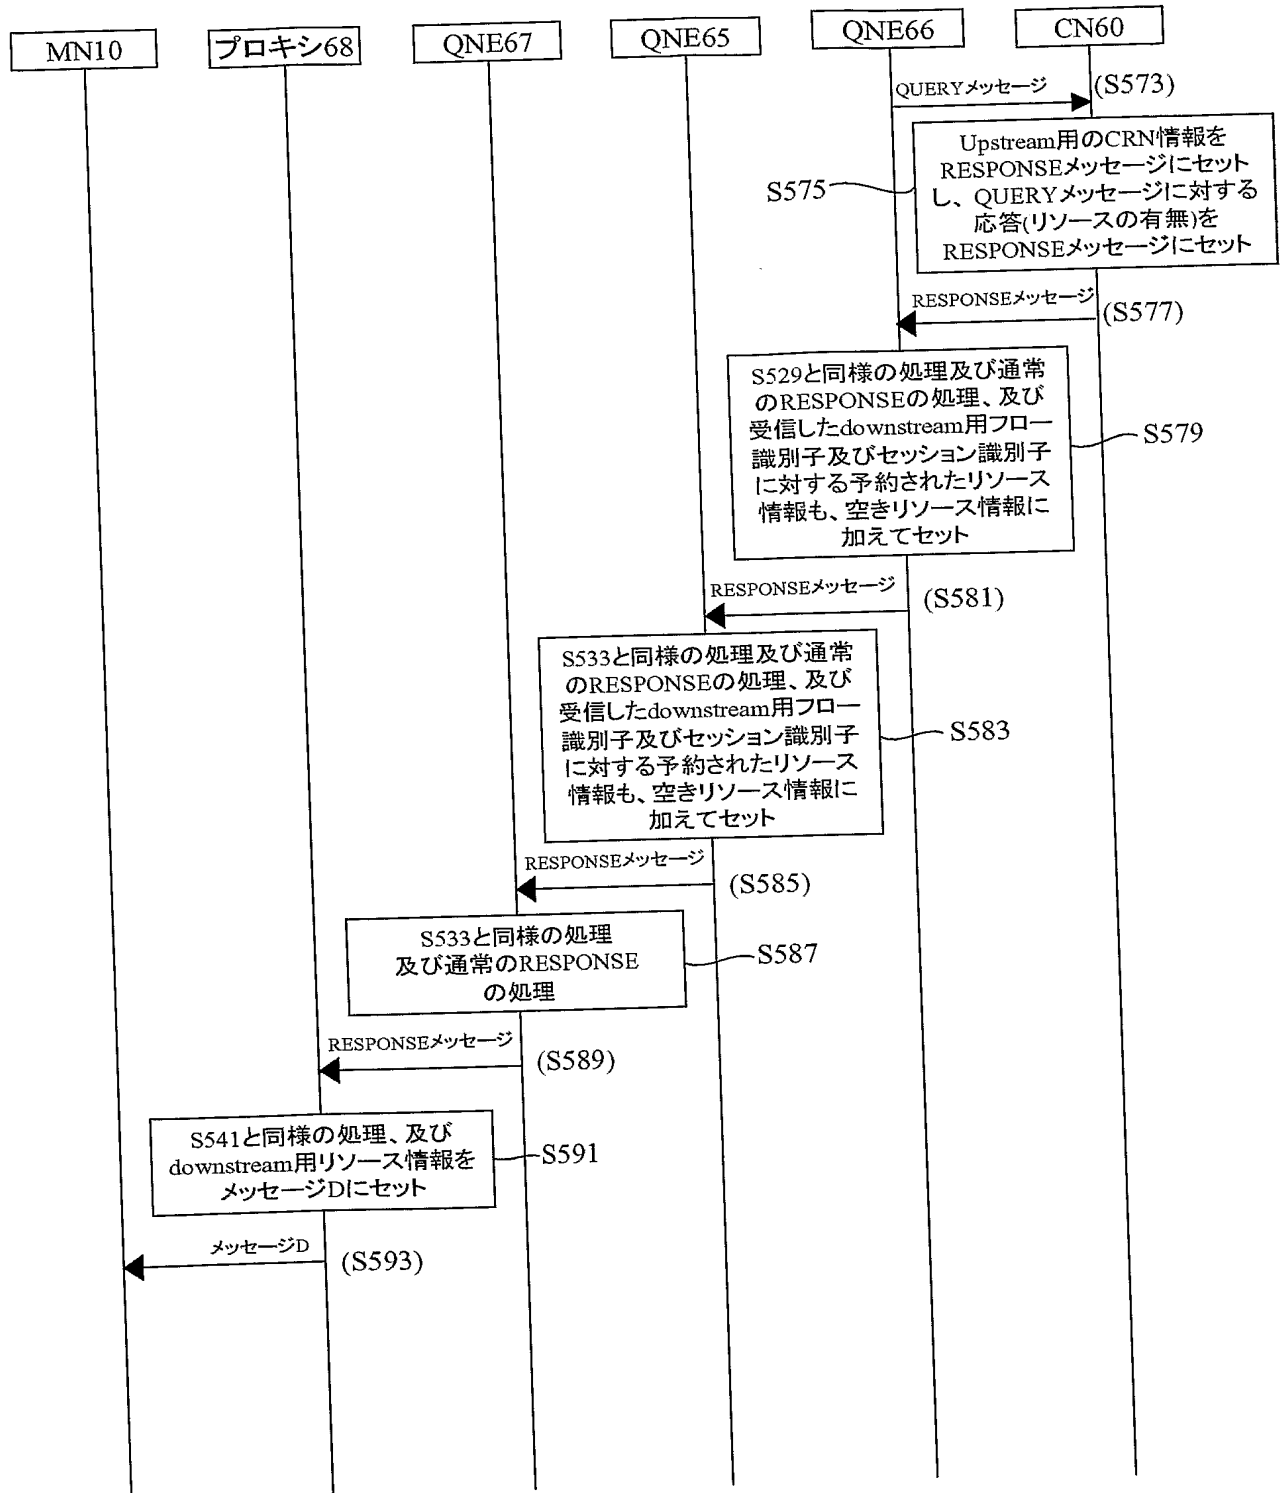 MN10
プロキシ68
QNE67
QNE65
QNE66
CN60
QUERYメッセージ
(S573)
Upstream用のCRN情報を
RESPONSEメッセージにセット
し、QUERYメッセージに対する
応答(リソースの有無)を
RESPONSEメッセージにセット
S575
RESPONSEメッセージ
(S577)
S529と同様の処理及び通常
のRESPONSEの処理、及び
受信したdownstream用フロー
識別子及びセッション識別子
に対する予約されたリソース
情報も、空きリソース情報に
加えてセット
S579
RESPONSEメッセージ
(S581)
S533と同様の処理及び通常
のRESPONSEの処理、及び
受信したdownstream用フロー
識別子及びセッション識別子
に対する予約されたリソース
情報も、空きリソース情報に
加えてセット
S583
RESPONSEメッセージ
(S585)
S533と同様の処理
及び通常のRESPONSE
の処理
S587
RESPONSEメッセージ
(S589)
S541と同様の処理、及び
downstream用リソース情報を
メッセージDにセット
S591
メッセージD
(S593)